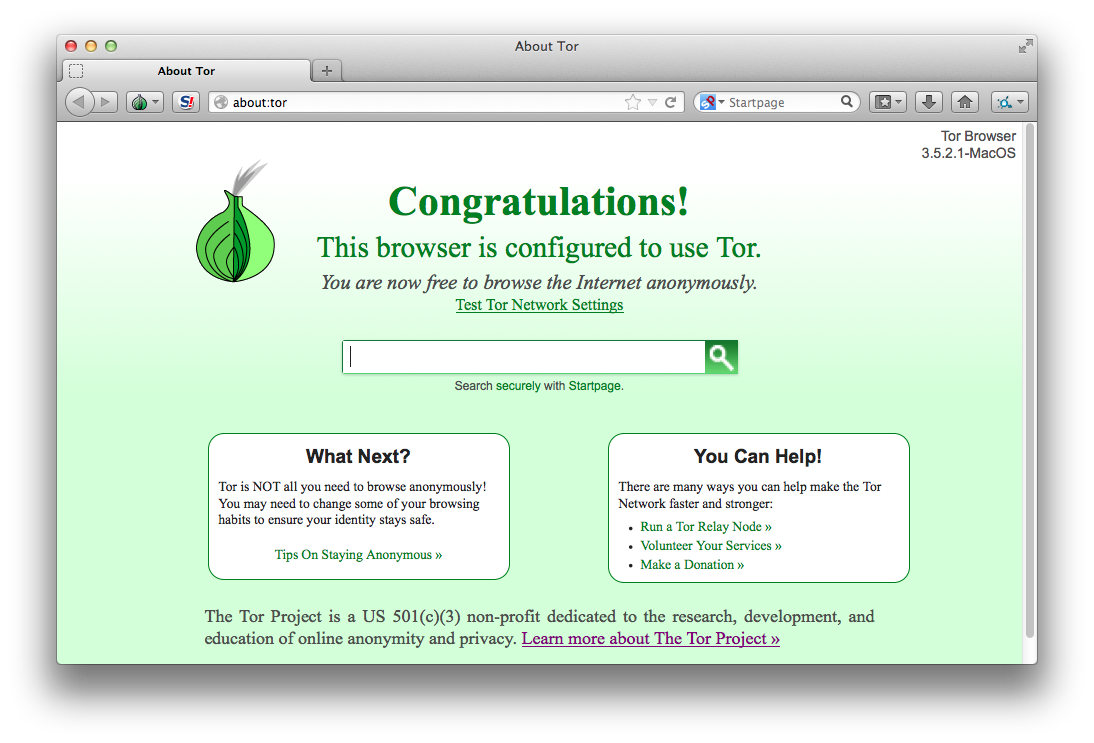 About Tor
About Tor
S!
about:tor
Startpage
Tor Browser
3.5.2.1-MacOS
Congratulations!
This browser is configured to use Tor.
You are now free to browse the Internet anonymously.
Test Tor Network Settings
Search securely with Startpage.
What Next?
Tor is NOT all you need to browse anonymously!
You may need to change some of your browsing
habits to ensure your identity stays safe.
Tips On Staying Anonymous »
You Can Help!
There are many ways you can help make the Tor
Network faster and stronger:
• Run a Tor Relay Node »
• Volunteer Your Services »
• Make a Donation »
The Tor Project is a US 501(c)(3) non-profit dedicated to the research, development, and
education of online anonymity and privacy. Learn more about The Tor Project »